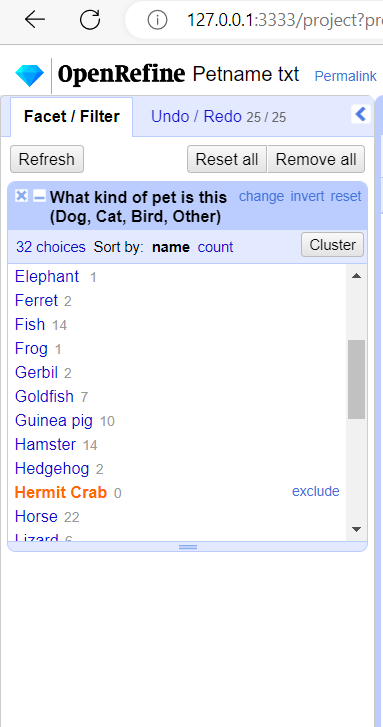 127.0.0.1:3333/project?pr
OpenRefine Petname txt Permalink
Facet / Filter Undo / Redo 25 / 25
Refresh Reset all Remove all
What kind of pet is this (Dog, Cat, Bird, Other) change invert reset
32 choices Sort by: name count Cluster
Elephant 1
Ferret 2
Fish 14
Frog 1
Gerbil 2
Goldfish 7
Guinea pig 10
Hamster 14
Hedgehog 2
Hermit Crab 0 exclude
Horse 22
Lizard 6